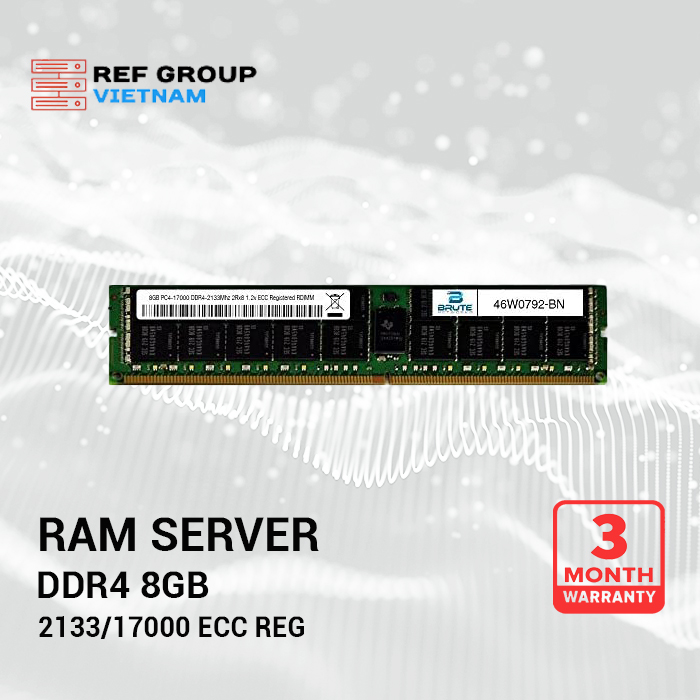 REF GROUP
VIETNAM
8GB PC4-17000 DDR4-2133Mhz 2Rx8 1.2v ECC Registered RDIMM
BRUTE
46W0792-BN
RAM SERVER
DDR4 8GB
2133/17000 ECC REG
3
MONTH
WARRANTY